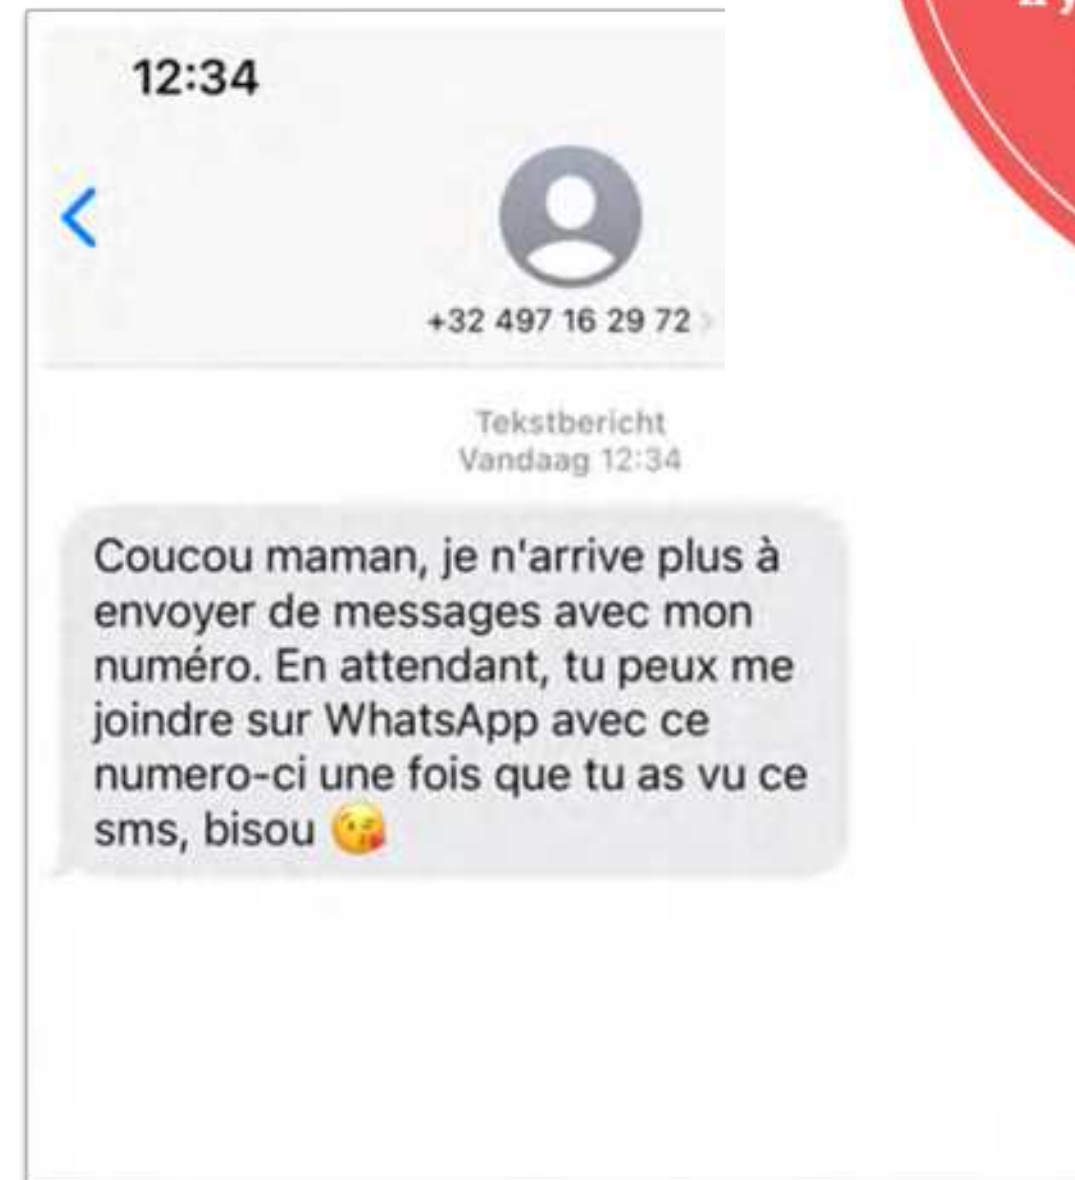 12:34
+32 497 16 29 72
Tekstbericht
Vandaag 12:34
Coucou maman, je n'arrive plus à
envoyer de messages avec mon
numéro. En attendant, tu peux me
joindre sur WhatsApp avec ce
numero-ci une fois que tu as vu ce
sms, bisou 😘